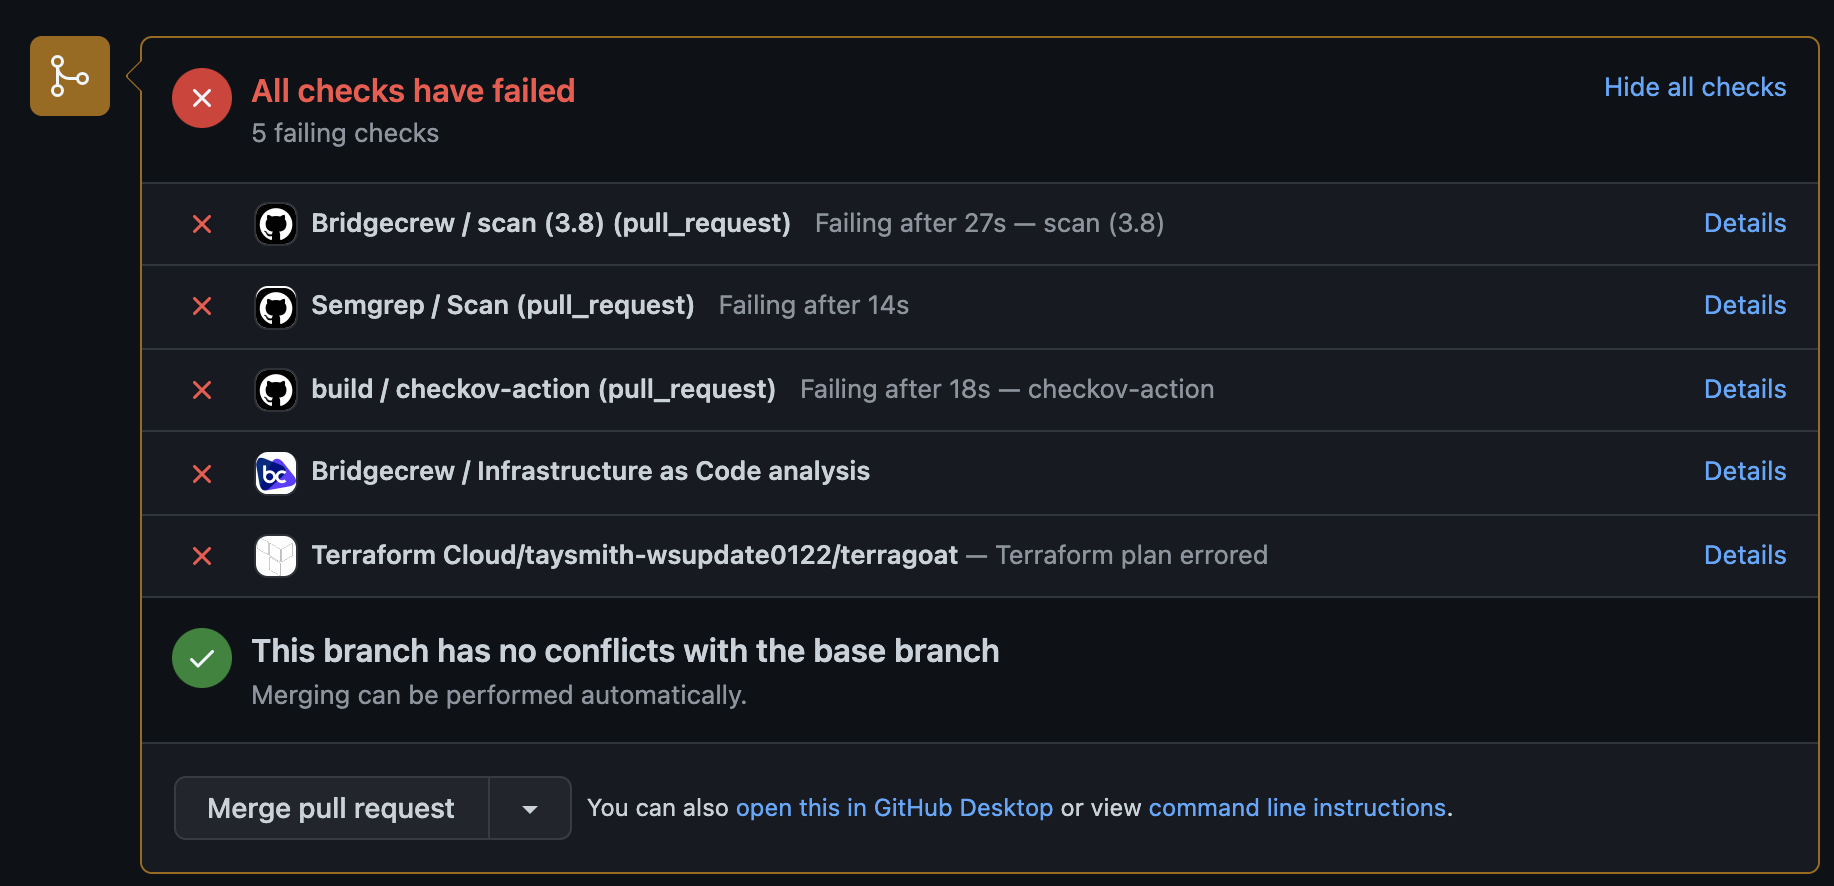 All checks have failed
Hide all checks
5 failing checks
Bridgecrew / scan (3.8) (pull_request) Failing after 27s — scan (3.8) Details
Semgrep / Scan (pull_request) Failing after 14s Details
build / checkov-action (pull_request) Failing after 18s — checkov-action Details
bc Bridgecrew / Infrastructure as Code analysis Details
Terraform Cloud/taysmith-wsupdate0122/terragoat — Terraform plan errored Details
This branch has no conflicts with the base branch
Merging can be performed automatically.
Merge pull request You can also open this in GitHub Desktop or view command line instructions.